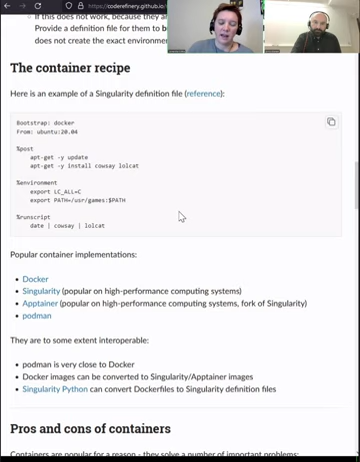 https://coderefinery.github.io/
If this does not work, because they a
Provide a definition file for them to b
does not create the exact environme
The container recipe
Here is an example of a Singularity definition file (reference):
Bootstrap: docker
From: ubuntu:20.04
%post
apt-get -y update
apt-get -y install cowsay lolcat
%environment
export LC_ALL=C
export PATH=/usr/games:$PATH
%runscript
date | cowsay | lolcat
Popular container implementations:
Docker
Singularity (popular on high-performance computing systems)
Apptainer (popular on high-performance computing systems, fork of Singularity)
podman
They are to some extent interoperable:
podman is very close to Docker
Docker images can be converted to Singularity/Apptainer images
Singularity Python can convert Dockerfiles to Singularity definition files
Pros and cons of containers
Containers are popular for a reason - they solve a number of important problems: